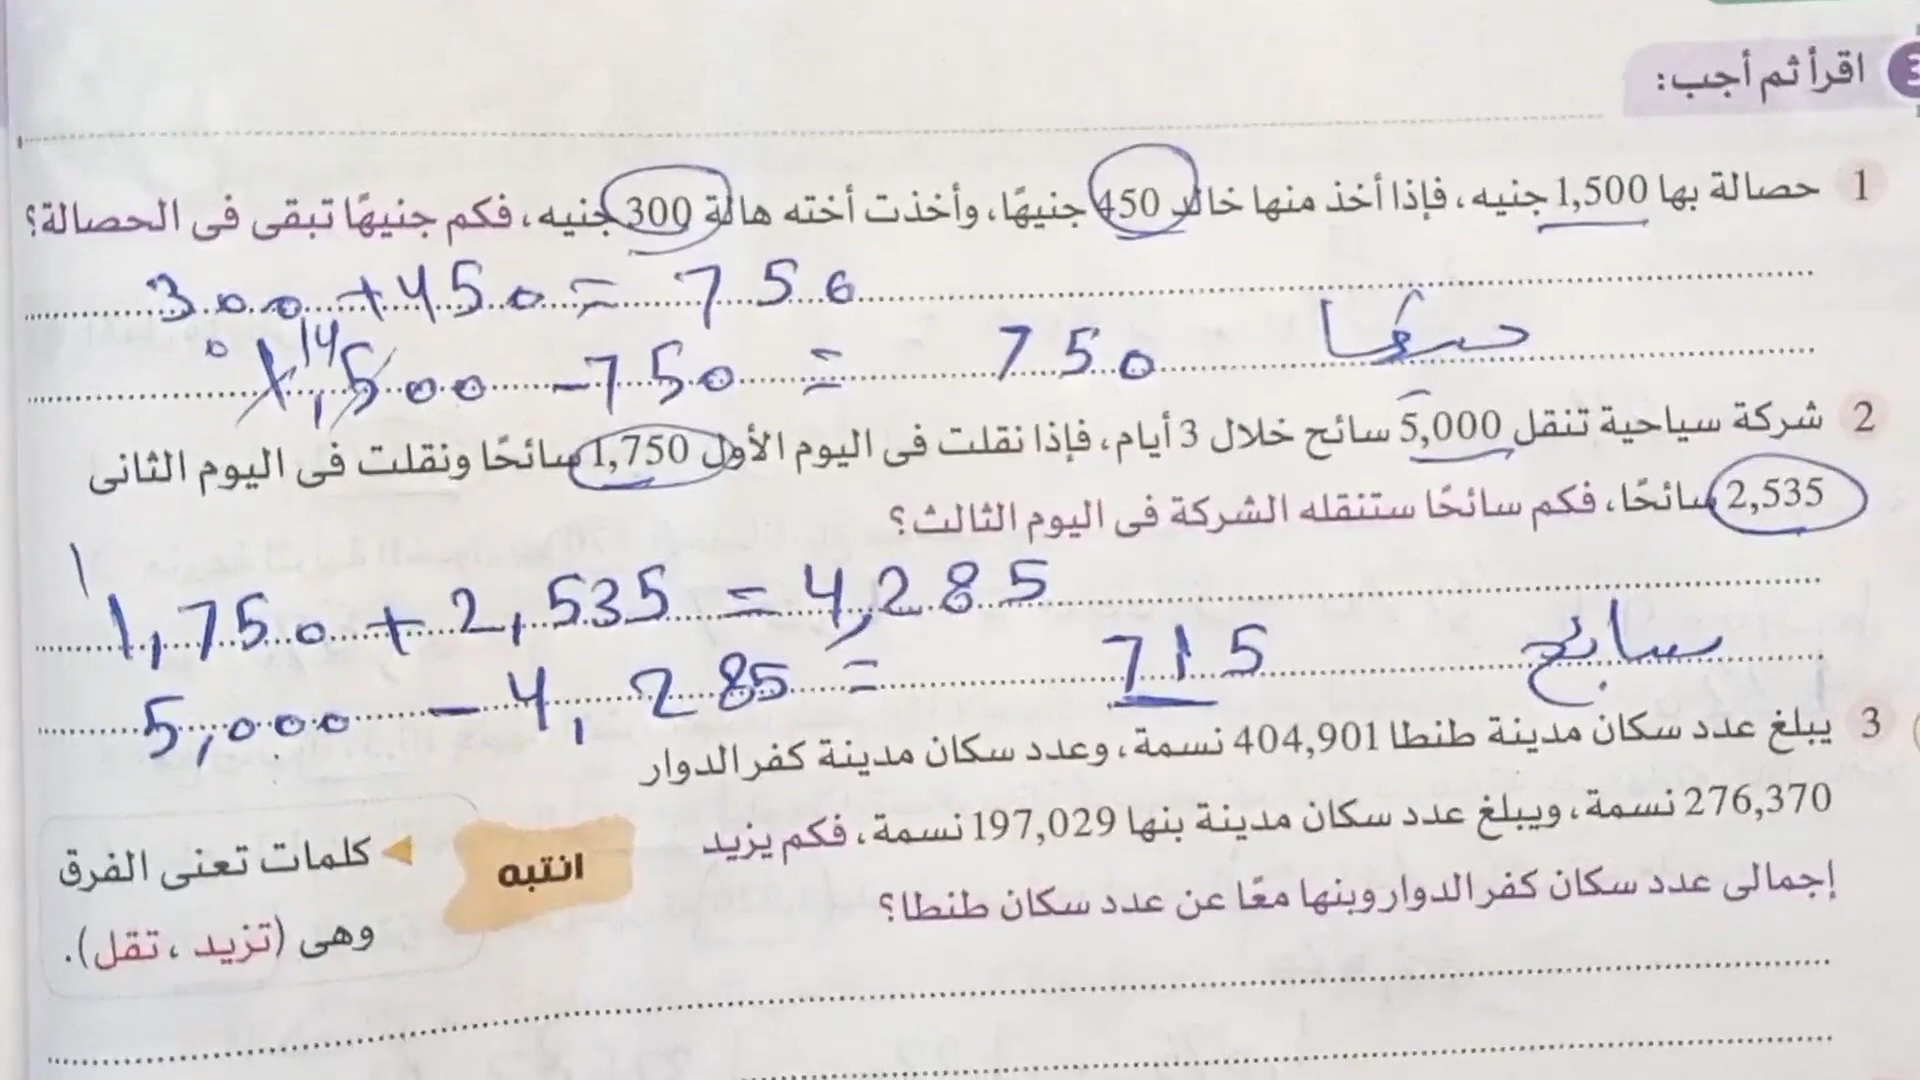 3 اقرأ ثم أجب:
1 حصالة بها 1,500 جنيه، فإذا أخذ منها خالد 450 جنيهًا، وأخذت أخته هالة 300 جنيه، فكم جنيهًا تبقى فى الحصالة؟
300 + 450 = 750
0 14
1,500 - 750 = 750
2 شركة سياحية تنقل 5,000 سائح خلال 3 أيام، فإذا نقلت فى اليوم الأول 1,750 سائحًا ونقلت فى اليوم الثانى
2,535 سائحًا، فكم سائحًا ستنقله الشركة فى اليوم الثالث؟
1
1,750 + 2,535 = 4,285
5,000 - 4,285 = 715 سايح
3 يبلغ عدد سكان مدينة طنطا 404,901 نسمة، وعدد سكان مدينة كفر الدوار
276,370 نسمة، ويبلغ عدد سكان مدينة بنها 197,029 نسمة، فكم يزيد
إجمالى عدد سكان كفر الدوار وبنها معًا عن عدد سكان طنطا؟
انتبه
كلمات تعنى الفرق
وهى (تزيد ، تقل).